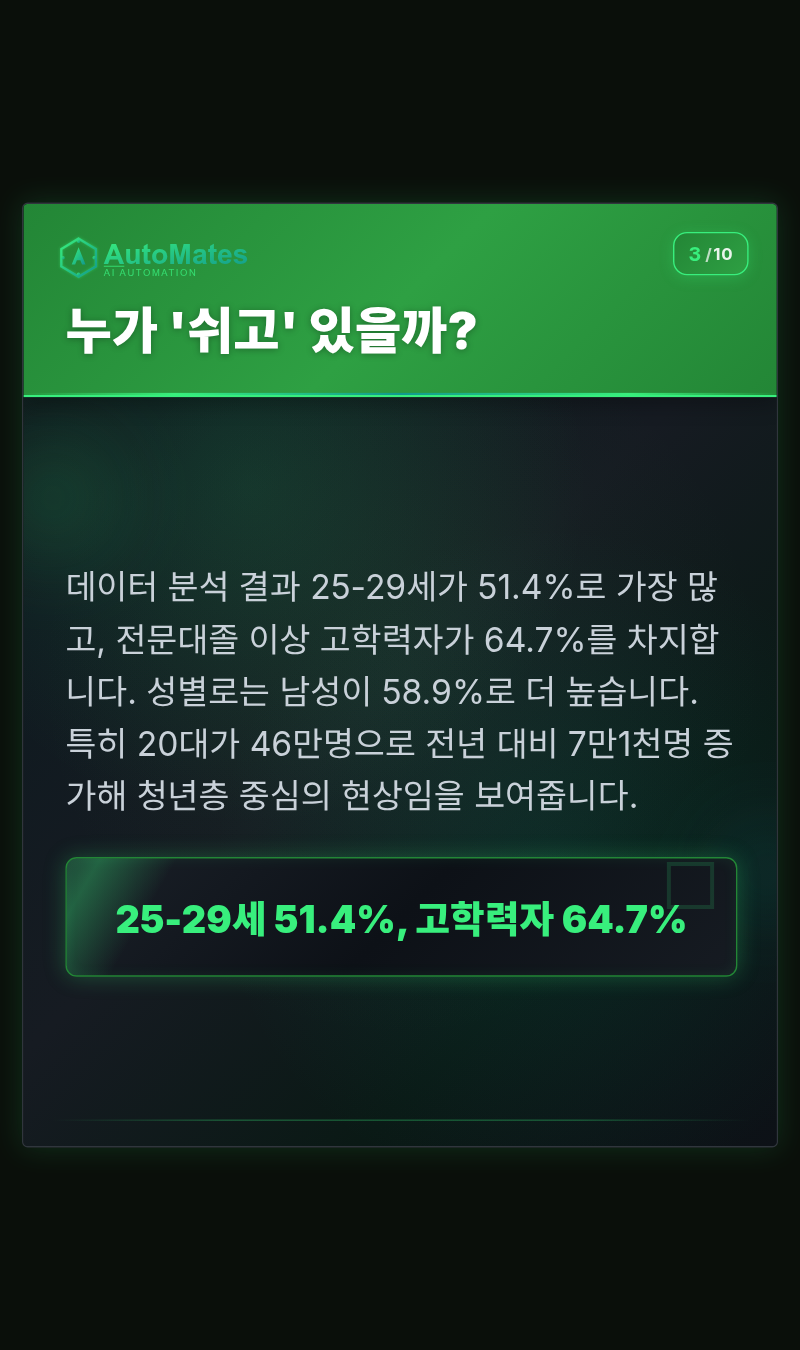 AutoMates
AI AUTOMATION
3 / 10
누가 '쉬고' 있을까?
데이터 분석 결과 25-29세가 51.4%로 가장 많
고, 전문대졸 이상 고학력자가 64.7%를 차지합
니다. 성별로는 남성이 58.9%로 더 높습니다.
특히 20대가 46만명으로 전년 대비 7만1천명 증
가해 청년층 중심의 현상임을 보여줍니다.
25-29세 51.4%, 고학력자 64.7%